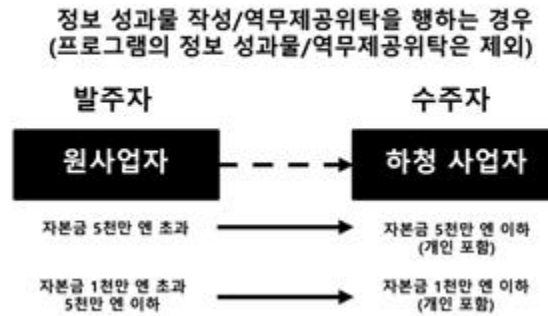 정보 성과물 작성/역무제공위탁을 행하는 경우
(프로그램의 정보 성과물/역무제공위탁은 제외)
발주자
수주자
원사업자
하청 사업자
자본금 5천만 엔 초과
자본금 5천만 엔 이하
(개인 포함)
자본금 1천만 엔 초과
5천만 엔 이하
자본금 1천만 엔 이하
(개인 포함)